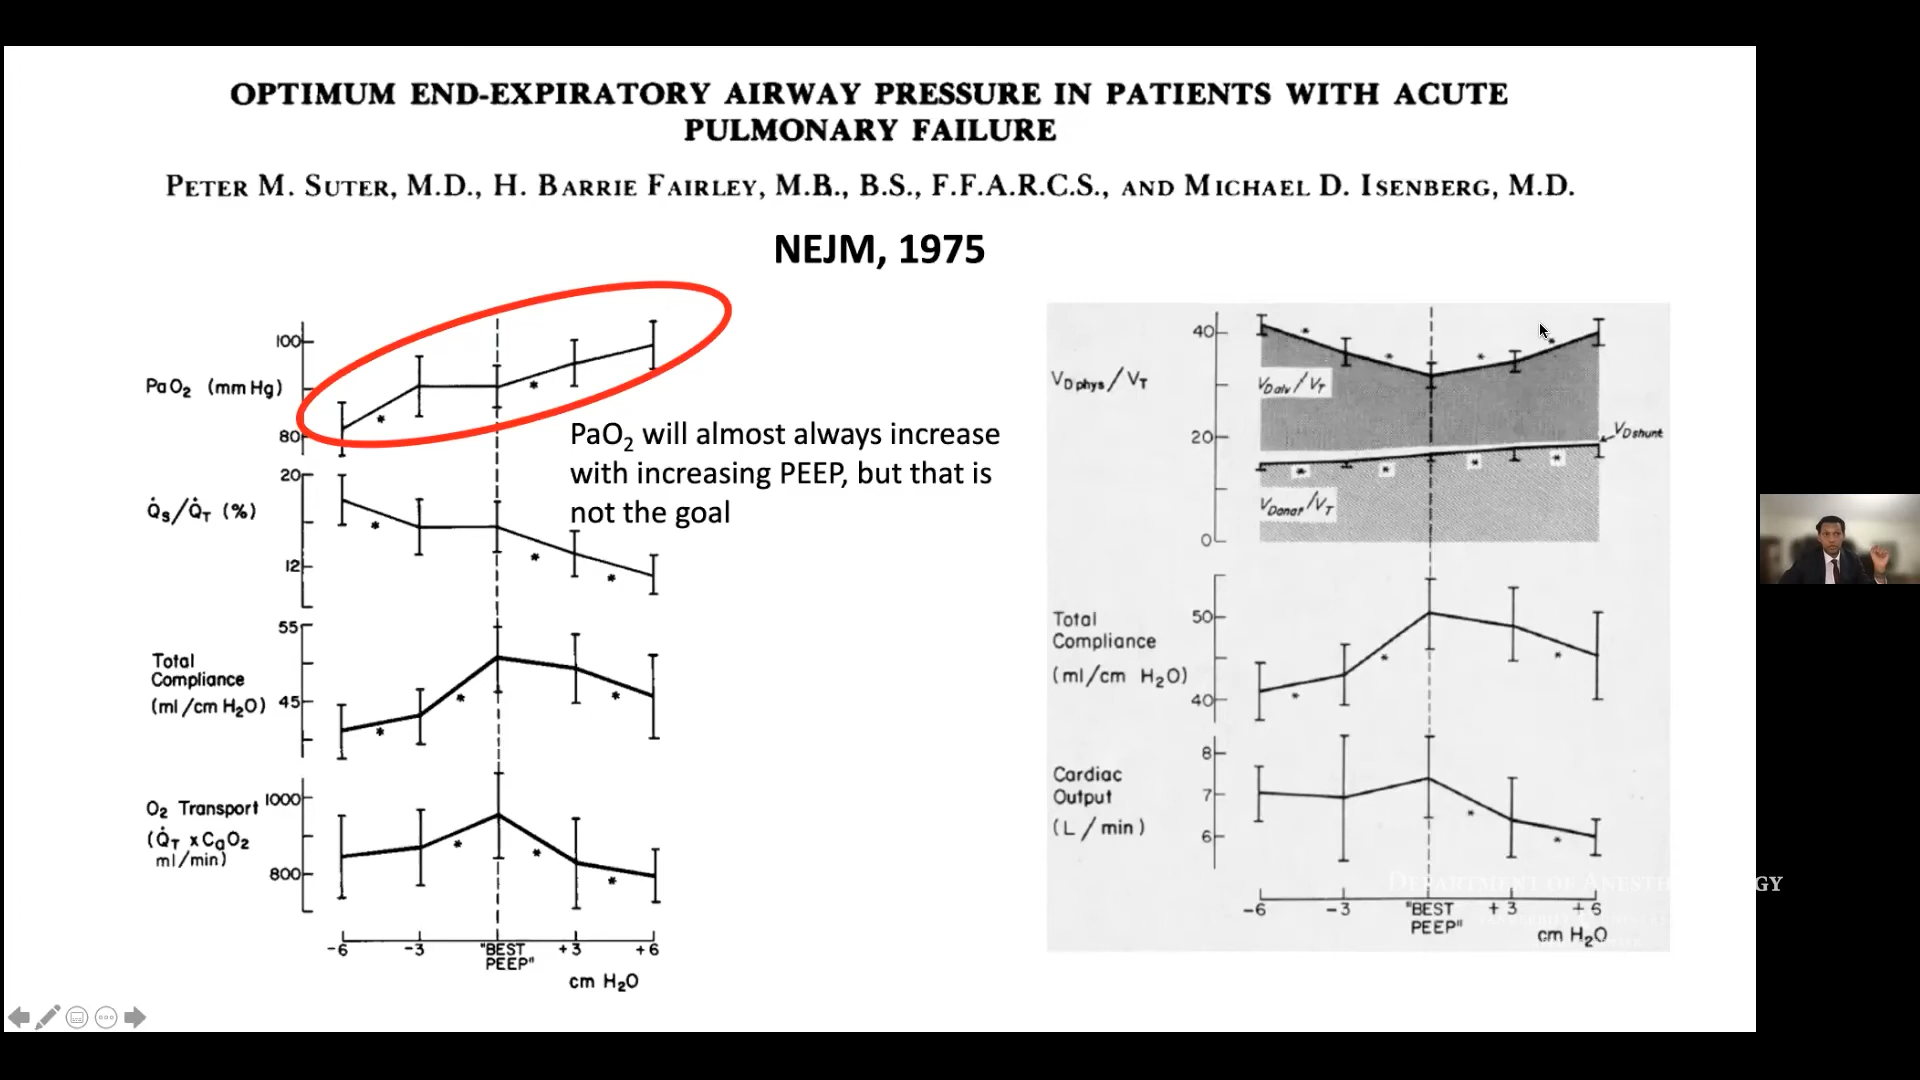 OPTIMUM END-EXPIRATORY AIRWAY PRESSURE IN PATIENTS WITH ACUTE
PULMONARY FAILURE
PETER M. SUTER, M.D., H. BARRIE FAIRLEY, M.B., B.S., F.F.A.R.C.S., AND MICHAEL D. ISENBERG, M.D.
NEJM, 1975
100
PaO2 (mm Hg)
80
PaO2 will almost always increase
with increasing PEEP, but that is
not the goal
20
Q̇s/Q̇T (%)
12
55
Total
Compliance
(ml/cm H2O)
45
1000
O2 Transport
(Q̇T x CaO2
ml/min)
800
-6 -3 "BEST +3 +6
PEEP"
cm H2O
40
VD phys/VT
VD alv/VT
20
VD shunt
VD anat/VT
0
Total
Compliance
(ml/cm H2O)
50
40
8
Cardiac
Output
7
(L/min)
6
DEPARTMENT OF ANESTHESIOLOGY
-6 -3 "BEST +3 +6
PEEP"
cm H2O